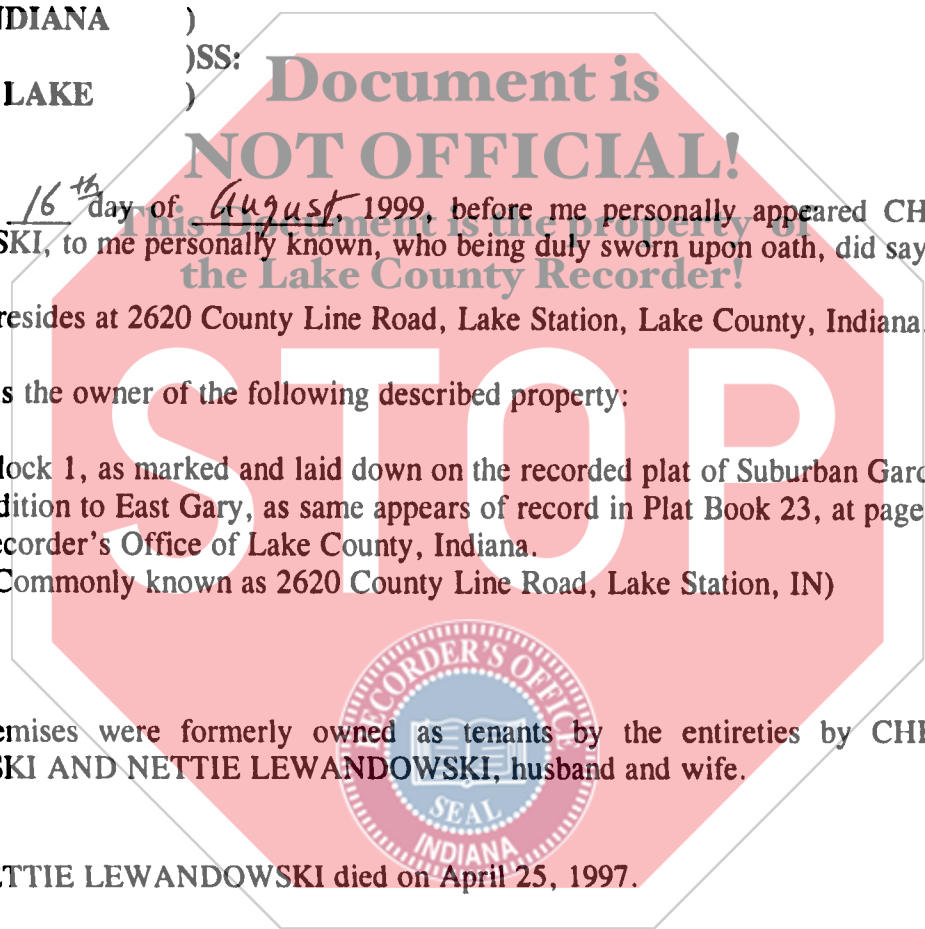 NDIANA )
)SS:
LAKE )
Document is
NOT OFFICIAL!
This Document is the property of
the Lake County Recorder!
16th day of August, 1999, before me personally appeared CH
SKI, to me personally known, who being duly sworn upon oath, did say
resides at 2620 County Line Road, Lake Station, Lake County, Indiana.
s the owner of the following described property:
lock 1, as marked and laid down on the recorded plat of Suburban Gard
dition to East Gary, as same appears of record in Plat Book 23, at page
ecorder's Office of Lake County, Indiana.
Commonly known as 2620 County Line Road, Lake Station, IN)
STOP
emises were formerly owned as tenants by the entireties by CHE
SKI AND NETTIE LEWANDOWSKI, husband and wife.
RECORDER'S OFFICE
SEAL
INDIANA
ETTIE LEWANDOWSKI died on April 25, 1997.